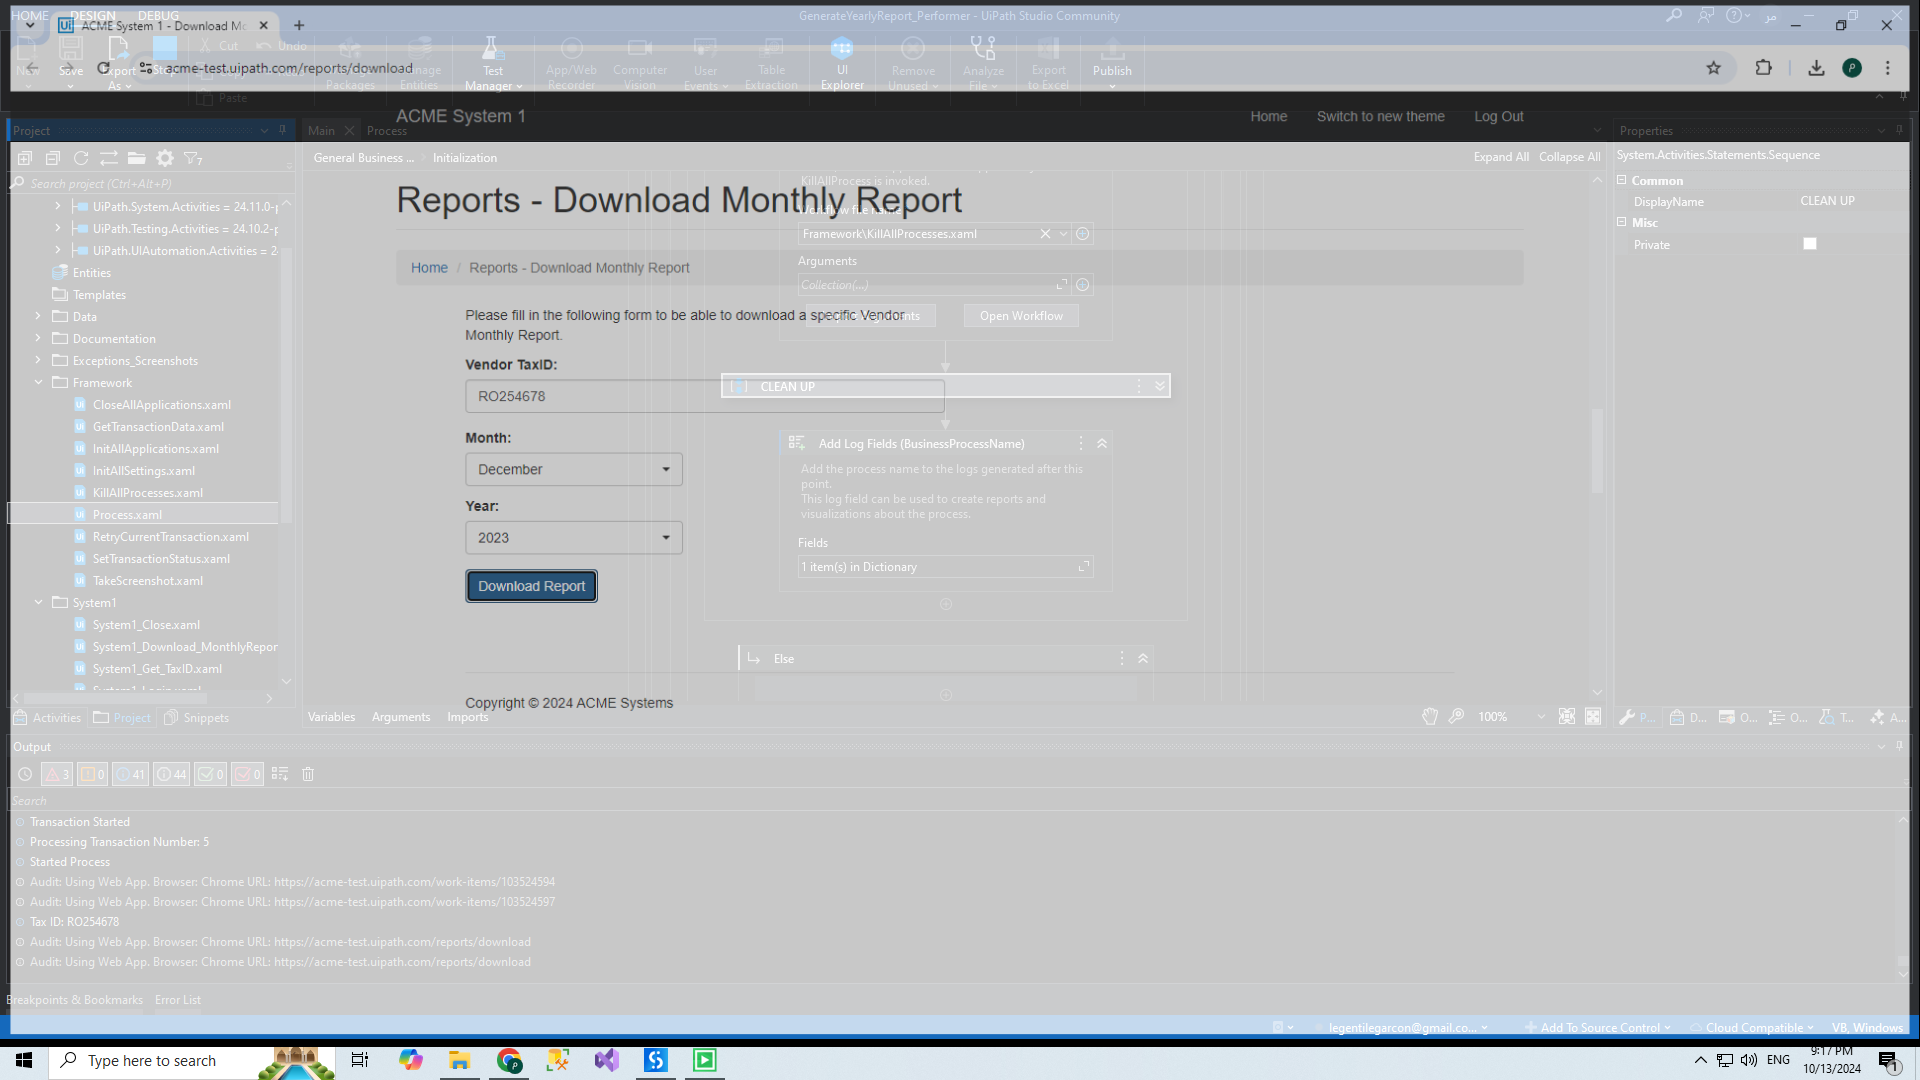 HOME DESIGN DEBUG
GenerateYearlyReport_Performer - UiPath Studio Community
ACME System 1 - Download Mo
acme-test.uipath.com/reports/download
New
Save
Export As
Stop
Cut
Undo
Paste
Manage Packages
Manage Entities
Test Manager
App/Web Recorder
Computer Vision
User Events
Table Extraction
UI Explorer
Remove Unused
Analyze File
Export to Excel
Publish
ACME System 1
Home
Switch to new theme
Log Out
Project
Main
Process
Search project (Ctrl+Alt+P)
UiPath.System.Activities = 24.11.0-p
UiPath.Testing.Activities = 24.10.2-p
UiPath.UIAutomation.Activities = 2
Entities
Templates
Data
Documentation
Exceptions_Screenshots
Framework
CloseAllApplications.xaml
GetTransactionData.xaml
InitAllApplications.xaml
InitAllSettings.xaml
KillAllProcesses.xaml
Process.xaml
RetryCurrentTransaction.xaml
SetTransactionStatus.xaml
TakeScreenshot.xaml
System1
System1_Close.xaml
System1_Download_MonthlyRepor
System1_Get_TaxID.xaml
System1_Login.xaml
Activities
Project
Snippets
General Business ...
Initialization
Expand All
Collapse All
KillAllProcess is invoked.
Reports - Download Monthly Report
Workflow file name
Framework\KillAllProcesses.xaml
Arguments
Collection(...)
Open Workflow
Home / Reports - Download Monthly Report
Please fill in the following form to be able to download a specific Vendor
Monthly Report.
Vendor TaxID:
RO254678
CLEAN UP
Month:
December
Year:
2023
Download Report
Add Log Fields (BusinessProcessName)
Add the process name to the logs generated after this
point.
This log field can be used to create reports and
visualizations about the process.
Fields
1 item(s) in Dictionary
Else
Copyright © 2024 ACME Systems
Variables
Arguments
Imports
100%
Properties
System.Activities.Statements.Sequence
Common
DisplayName
CLEAN UP
Misc
Private
P...
D...
O...
O...
T...
A...
Output
3
0
41
44
0
0
Search
Transaction Started
Processing Transaction Number: 5
Started Process
Audit: Using Web App. Browser: Chrome URL: https://acme-test.uipath.com/work-items/103524594
Audit: Using Web App. Browser: Chrome URL: https://acme-test.uipath.com/work-items/103524597
Tax ID: RO254678
Audit: Using Web App. Browser: Chrome URL: https://acme-test.uipath.com/reports/download
Audit: Using Web App. Browser: Chrome URL: https://acme-test.uipath.com/reports/download
Breakpoints & Bookmarks
Error List
legentilegarcon@gmail.co...
Add To Source Control
Cloud Compatible
VB, Windows
Type here to search
ENG
9:17 PM
10/13/2024
1